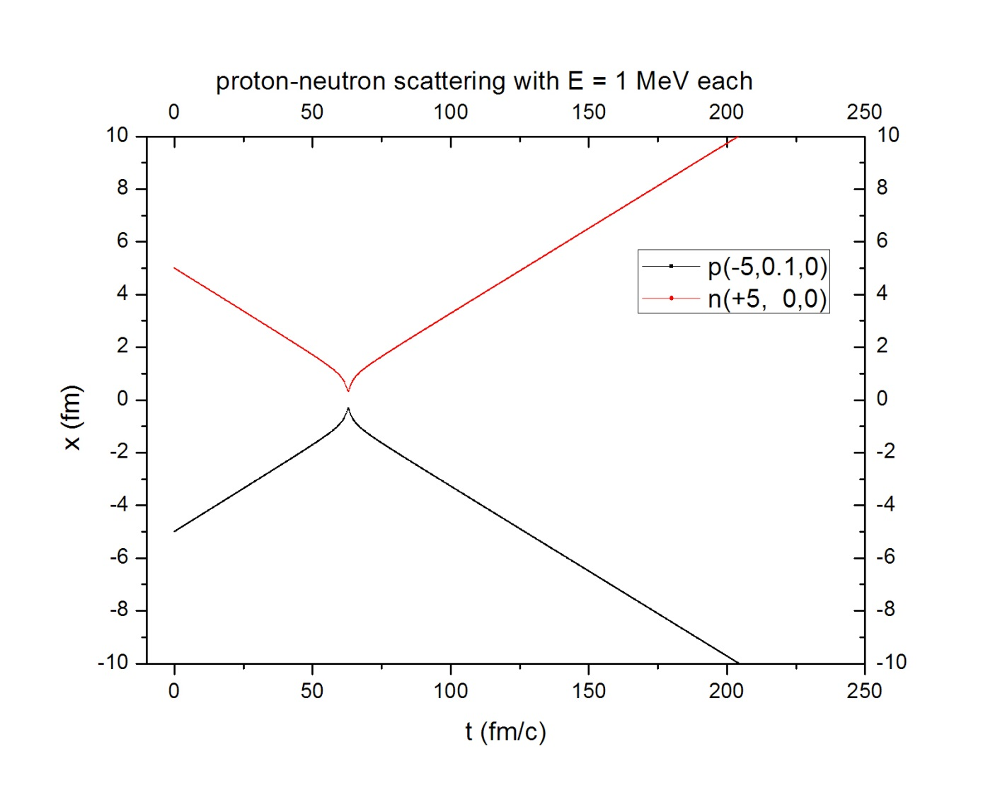 proton-neutron scattering with E = 1 MeV each
0 50 100 150 200 250
10 10
8 8
6 6
p(-5,0.1,0)
n(+5, 0,0)
4 4
2 2
0 0
x (fm)
-2 -2
-4 -4
-6 -6
-8 -8
-10 -10
0 50 100 150 200 250
t (fm/c)